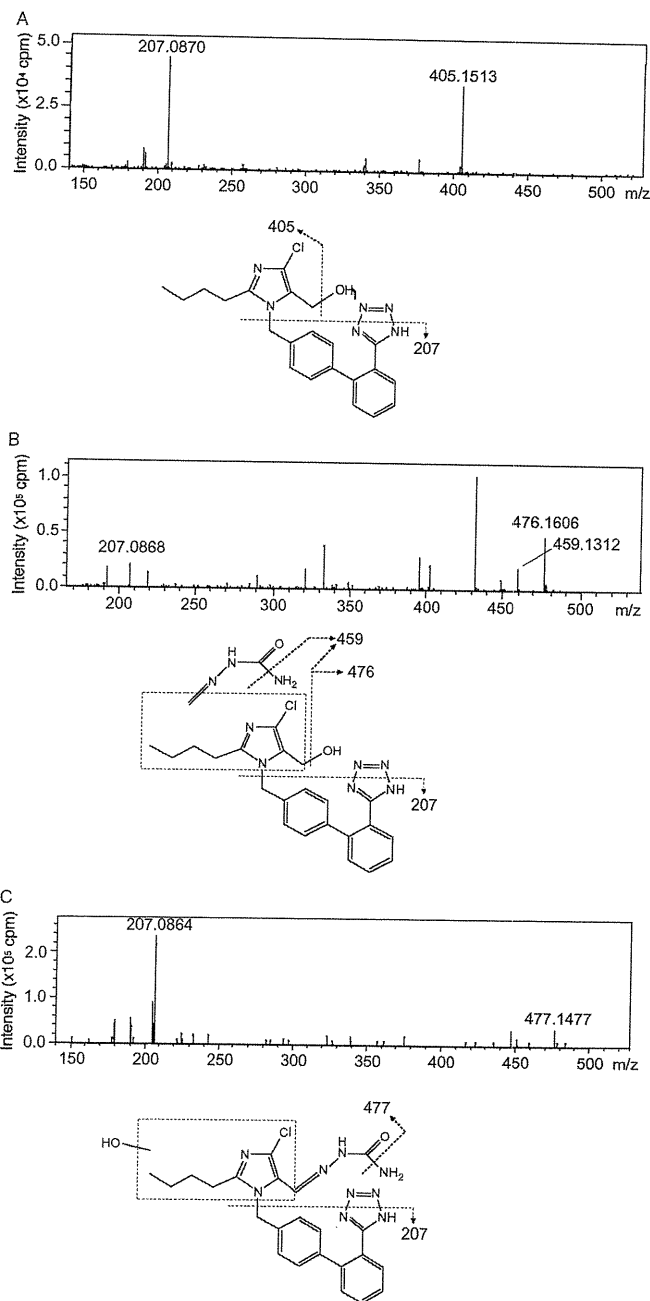 A
Intensity (x10⁴ cpm)
5.0
2.5
0.0
207.0870
405.1513
150 200 250 300 350 400 450 500 m/z
405
Cl
N
N
OH
N N
N NH
N
207
B
Intensity (x10⁵ cpm)
1.0
0.5
0.0
207.0868
476.1606
459.1312
200 250 300 350 400 450 500 m/z
459
476
H
N
O
N
NH₂
Cl
N
N
OH
N N
N NH
N
207
C
Intensity (x10⁵ cpm)
2.0
1.0
0.0
207.0864
477.1477
150 200 250 300 350 400 450 500 m/z
477
HO
Cl
H
N
O
N
N
NH₂
N
N N
N NH
207